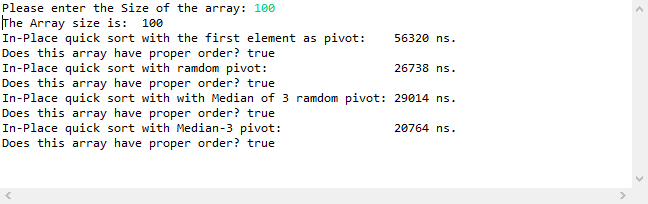 Please enter the Size of the array: 100
The Array size is:  100
In-Place quick sort with the first element as pivot:    56320 ns.
Does this array have proper order? true
In-Place quick sort with ramdom pivot:                  26738 ns.
Does this array have proper order? true
In-Place quick sort with with Median of 3 ramdom pivot: 29014 ns.
Does this array have proper order? true
In-Place quick sort with Median-3 pivot:                20764 ns.
Does this array have proper order? true